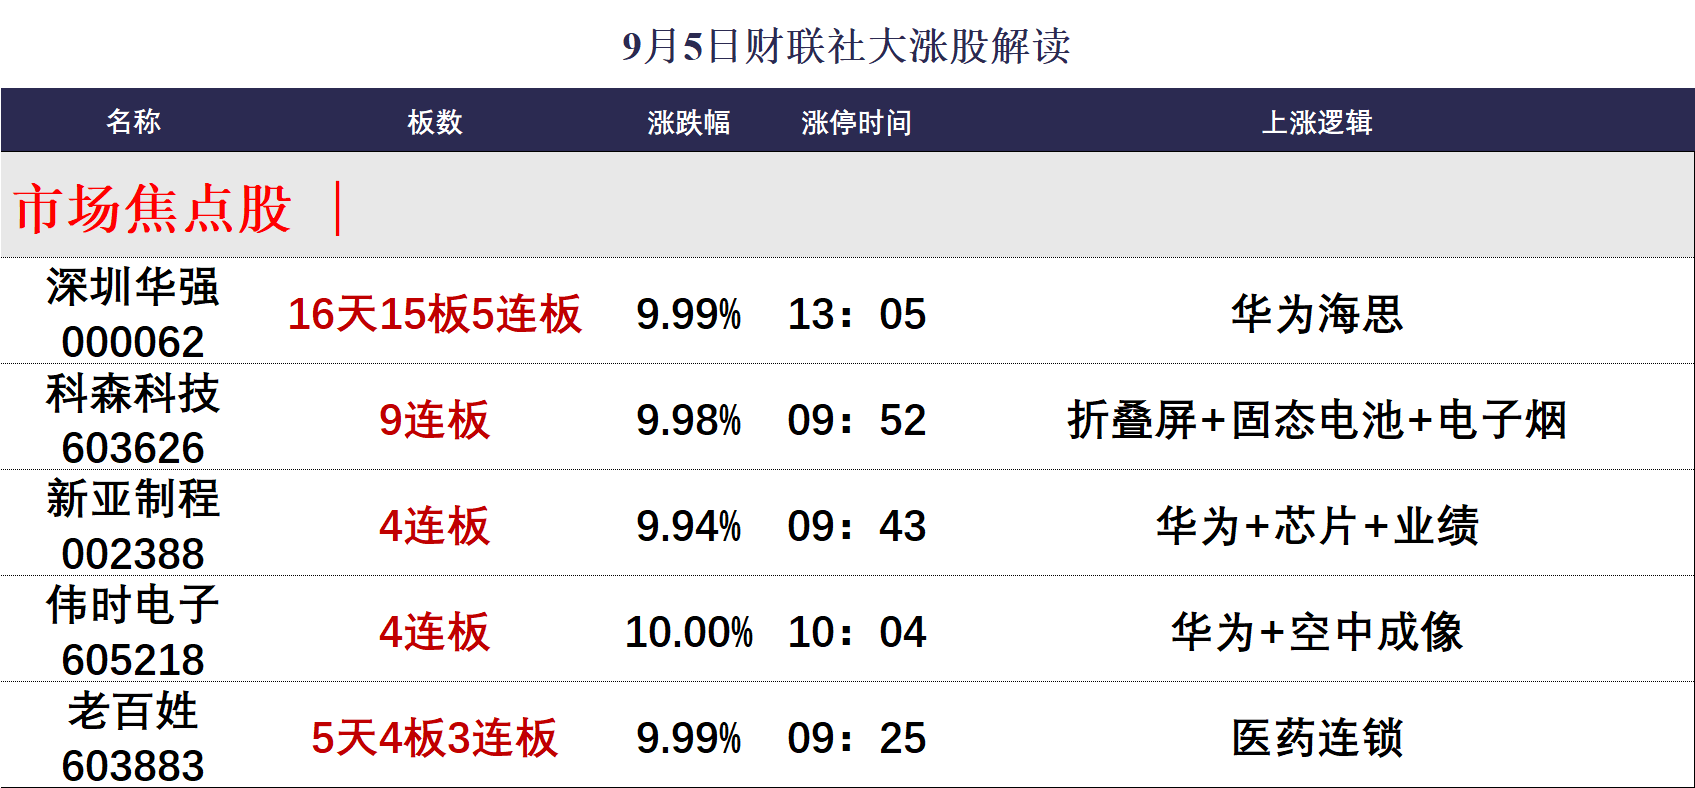 9月5日财联社大涨股解读
名称 板数 涨跌幅 涨停时间 上涨逻辑
市场焦点股 |
深圳华强
000062 16天15板5连板 9.99% 13：05 华为海思
科森科技
603626 9连板 9.98% 09：52 折叠屏+固态电池+电子烟
新亚制程
002388 4连板 9.94% 09：43 华为+芯片+业绩
伟时电子
605218 4连板 10.00% 10：04 华为+空中成像
老百姓
603883 5天4板3连板 9.99% 09：25 医药连锁